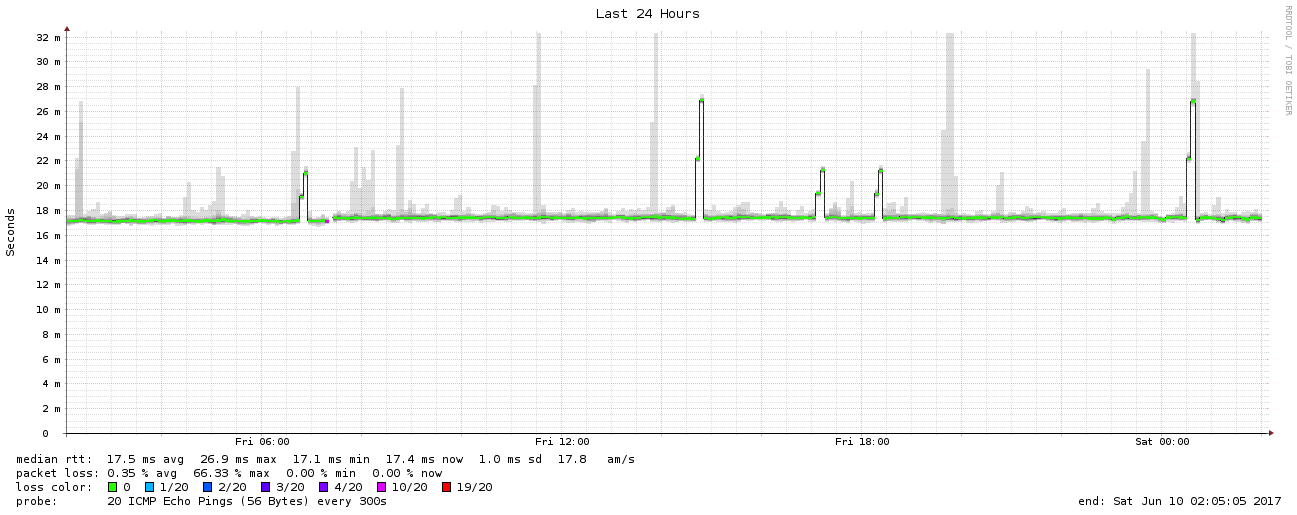 Last 24 Hours
RRDTOOL / TOBI OETIKER
Seconds
32 m
30 m
28 m
26 m
24 m
22 m
20 m
18 m
16 m
14 m
12 m
10 m
8 m
6 m
4 m
2 m
0
Fri 06:00 Fri 12:00 Fri 18:00 Sat 00:00
median rtt: 17.5 ms avg 26.9 ms max 17.1 ms min 17.4 ms now 1.0 ms sd 17.8 am/s
packet loss: 0.35 % avg 66.33 % max 0.00 % min 0.00 % now
loss color: 0 1/20 2/20 3/20 4/20 10/20 19/20
probe: 20 ICMP Echo Pings (56 Bytes) every 300s end: Sat Jun 10 02:05:05 2017